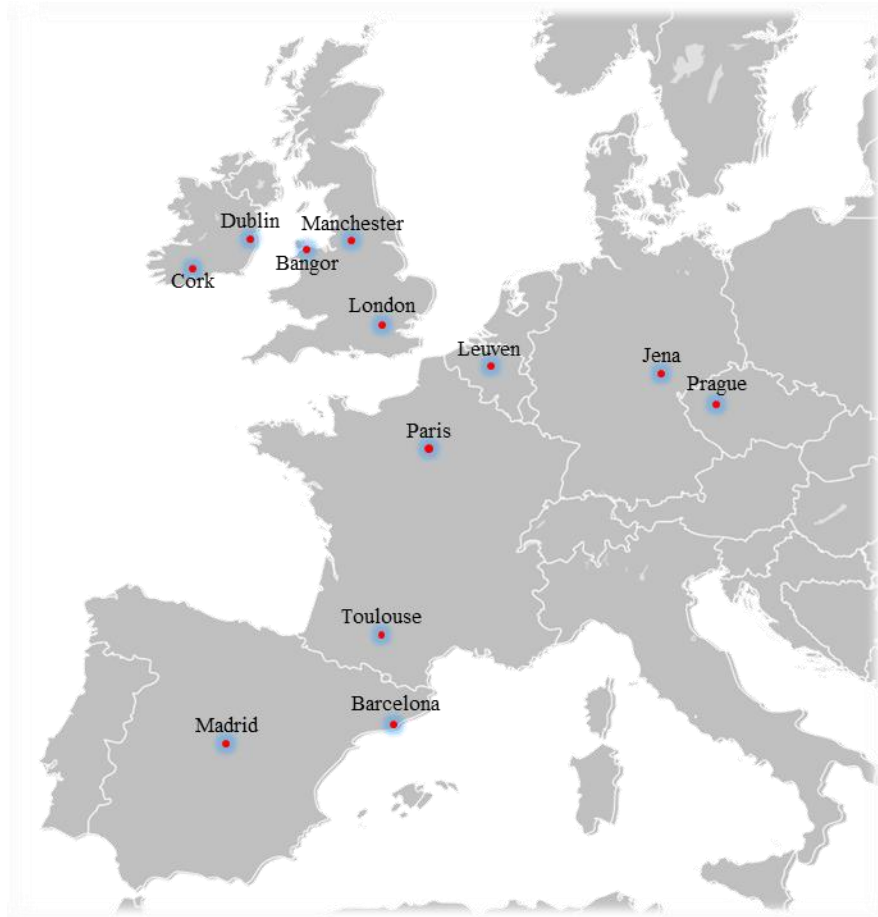 Dublin
Manchester
Bangor
Cork
London
Leuven
Jena
Prague
Paris
Toulouse
Barcelona
Madrid